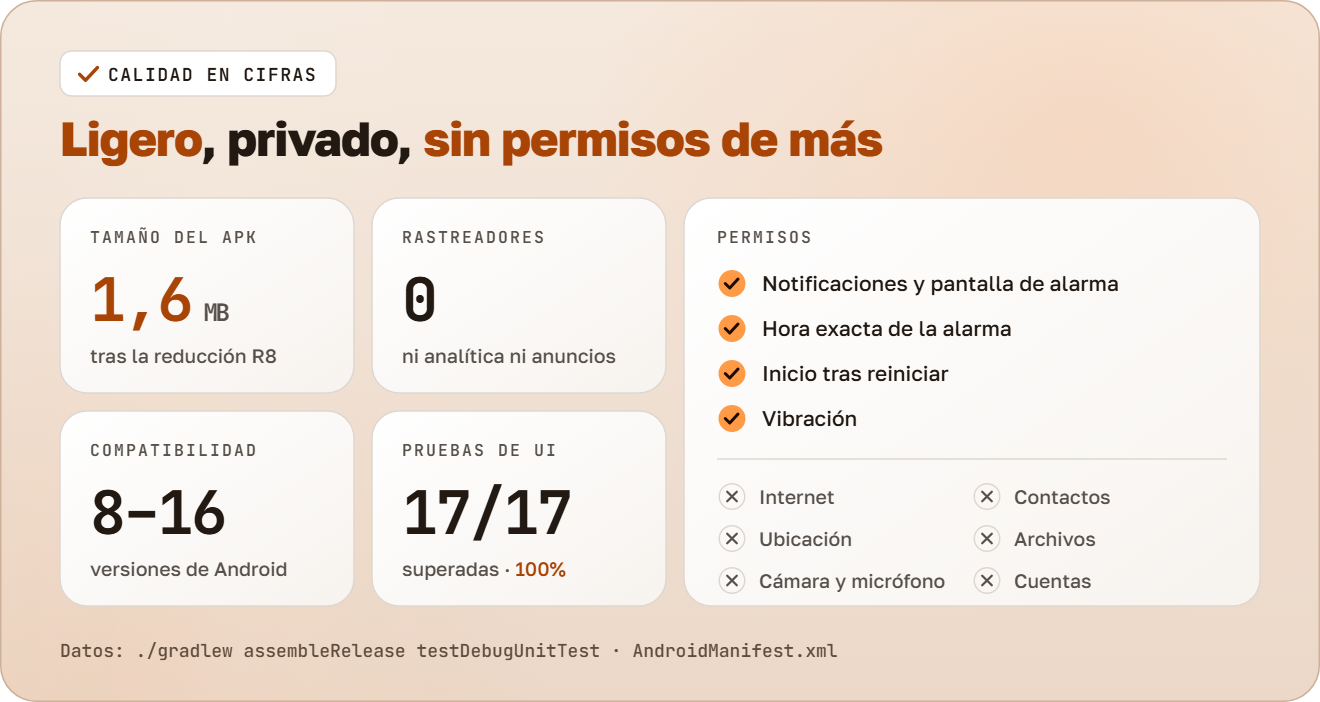 CALIDAD EN CIFRAS
Ligero, privado, sin permisos de más
TAMAÑO DEL APK
1,6 MB
tras la reducción R8
RASTREADORES
0
ni analítica ni anuncios
COMPATIBILIDAD
8–16
versiones de Android
PRUEBAS DE UI
17/17
superadas · 100%
PERMISOS
Notificaciones y pantalla de alarma
Hora exacta de la alarma
Inicio tras reiniciar
Vibración
Internet
Contactos
Ubicación
Archivos
Cámara y micrófono
Cuentas
Datos: ./gradlew assembleRelease testDebugUnitTest · AndroidManifest.xml